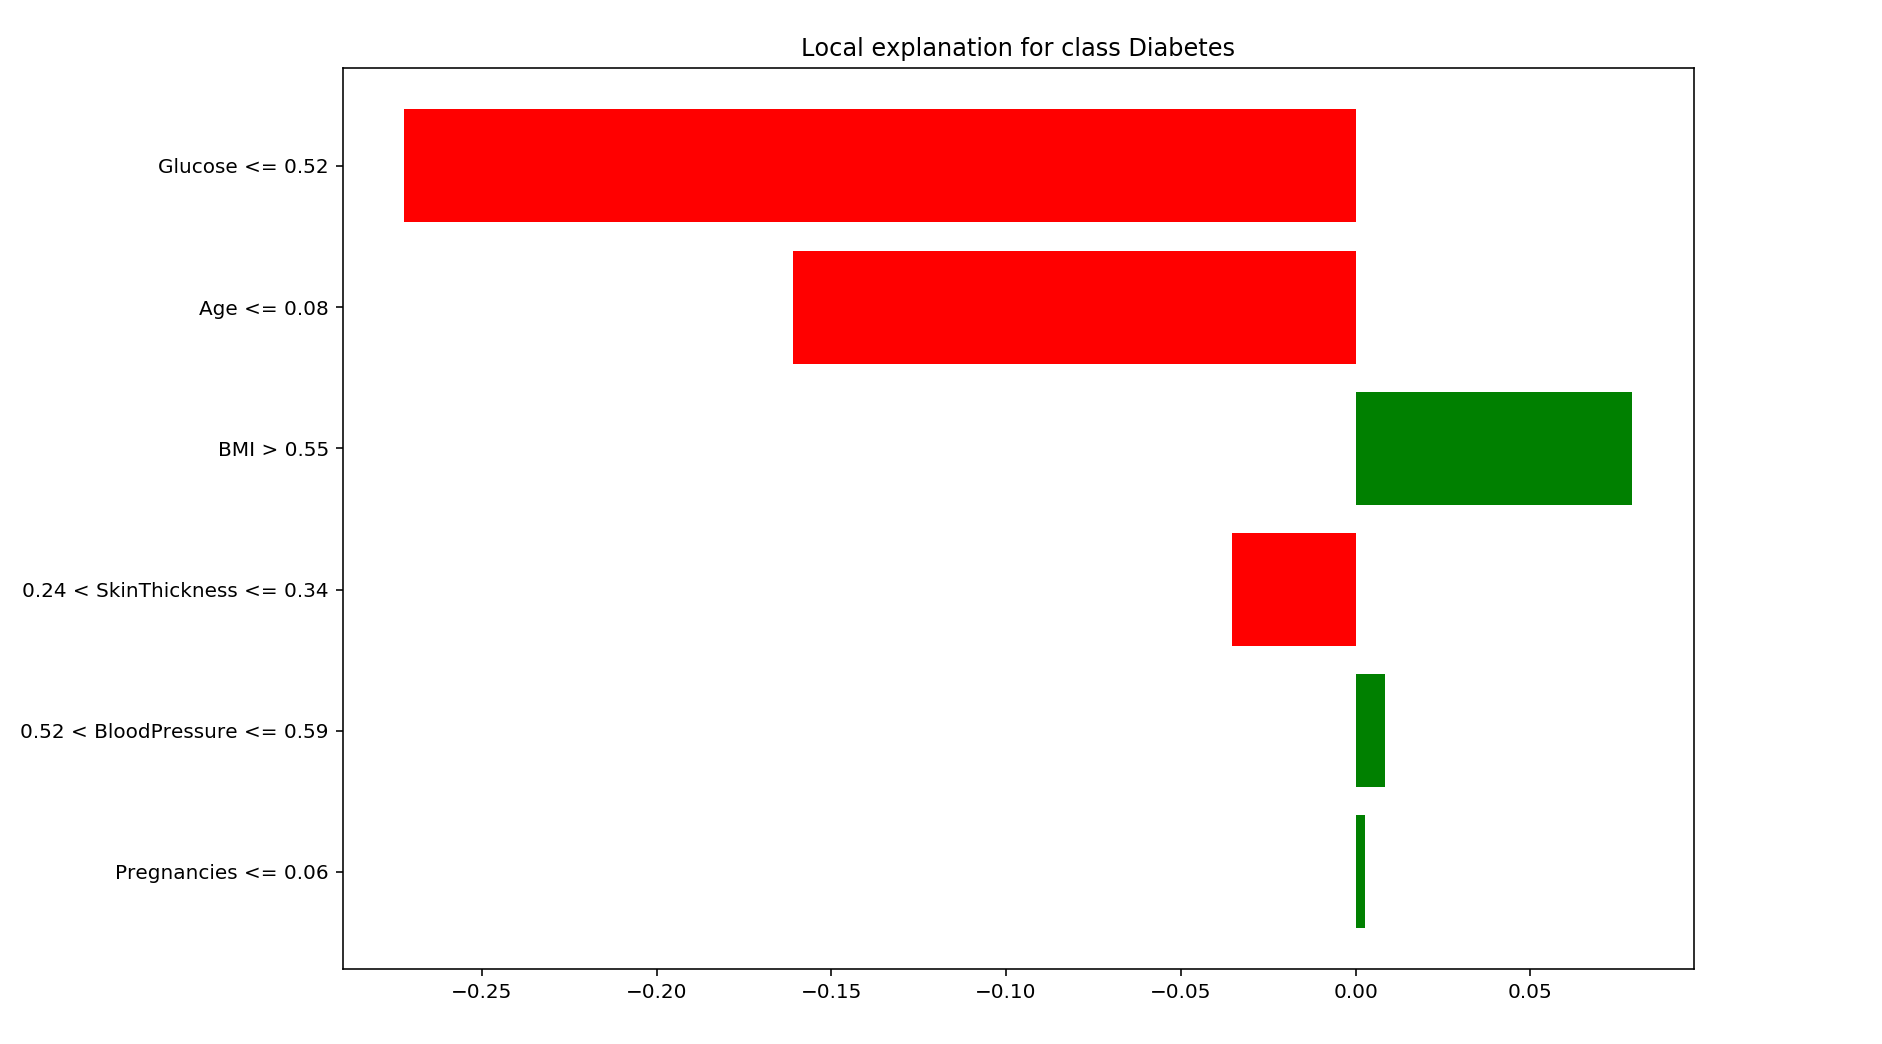 Local explanation for class Diabetes
Glucose <= 0.52
Age <= 0.08
BMI > 0.55
0.24 < SkinThickness <= 0.34
0.52 < BloodPressure <= 0.59
Pregnancies <= 0.06
−0.25 −0.20 −0.15 −0.10 −0.05 0.00 0.05